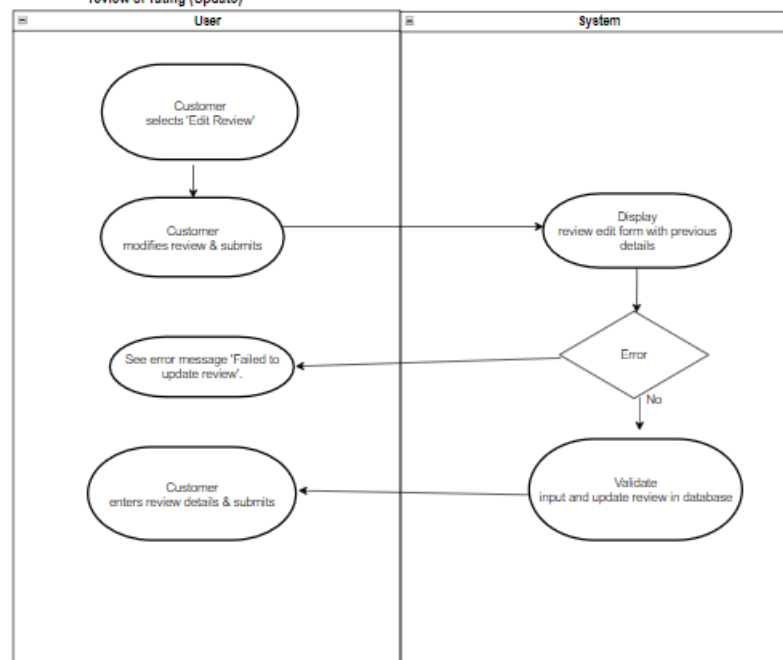 review or rating (Update)
User
System
Customer
selects 'Edit Review'
Customer
modifies review & submits
Display
review edit form with previous
details
See error message 'Failed to
update review'.
Error
No
Customer
enters review details & submits
Validate
input and update review in database